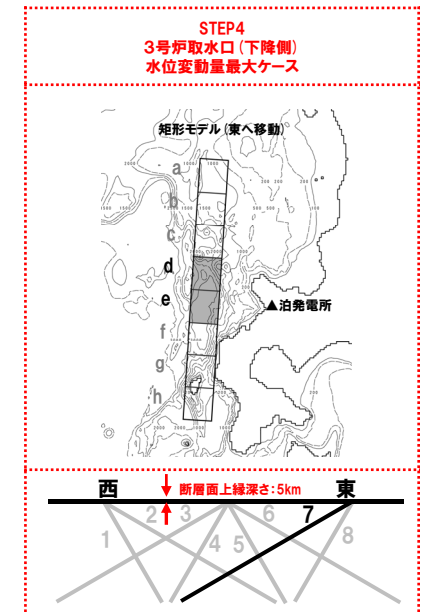 STEP4
3号炉取水口(下降側)
水位変動量最大ケース
矩形モデル(東へ移動)
a
b
c
d
e
▲泊発電所
f
g
h
西
断層面上縁深さ:5km
東
1
2
3
4
5
6
7
8